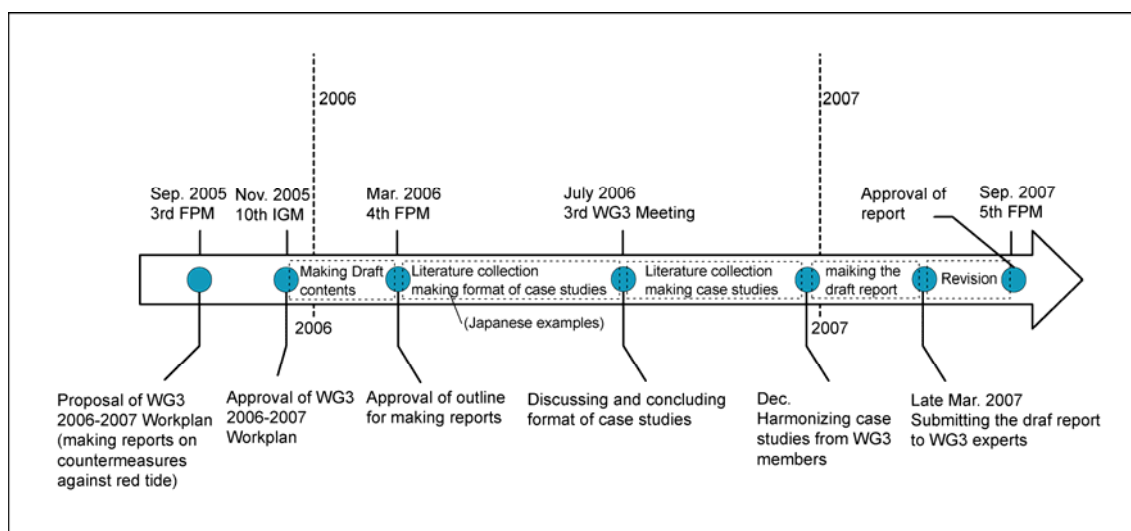 2006
2007
Sep. 2005
3rd FPM
Nov. 2005
10th IGM
Mar. 2006
4th FPM
July 2006
3rd WG3 Meeting
Approval of
report
Sep. 2007
5th FPM
Making Draft
contents
Literature collection
making format of case studies
Literature collection
making case studies
maiking the
draft report
Revision
(Japanese examples)
2006
2007
Proposal of WG3
2006-2007 Workplan
(making reports on
countermeasures
against red tide)
Approval of WG3
2006-2007
Workplan
Approval of outline
for making reports
Discussing and concluding
format of case studies
Dec.
Harmonizing case
studies from WG3
members
Late Mar. 2007
Submitting the draf report
to WG3 experts